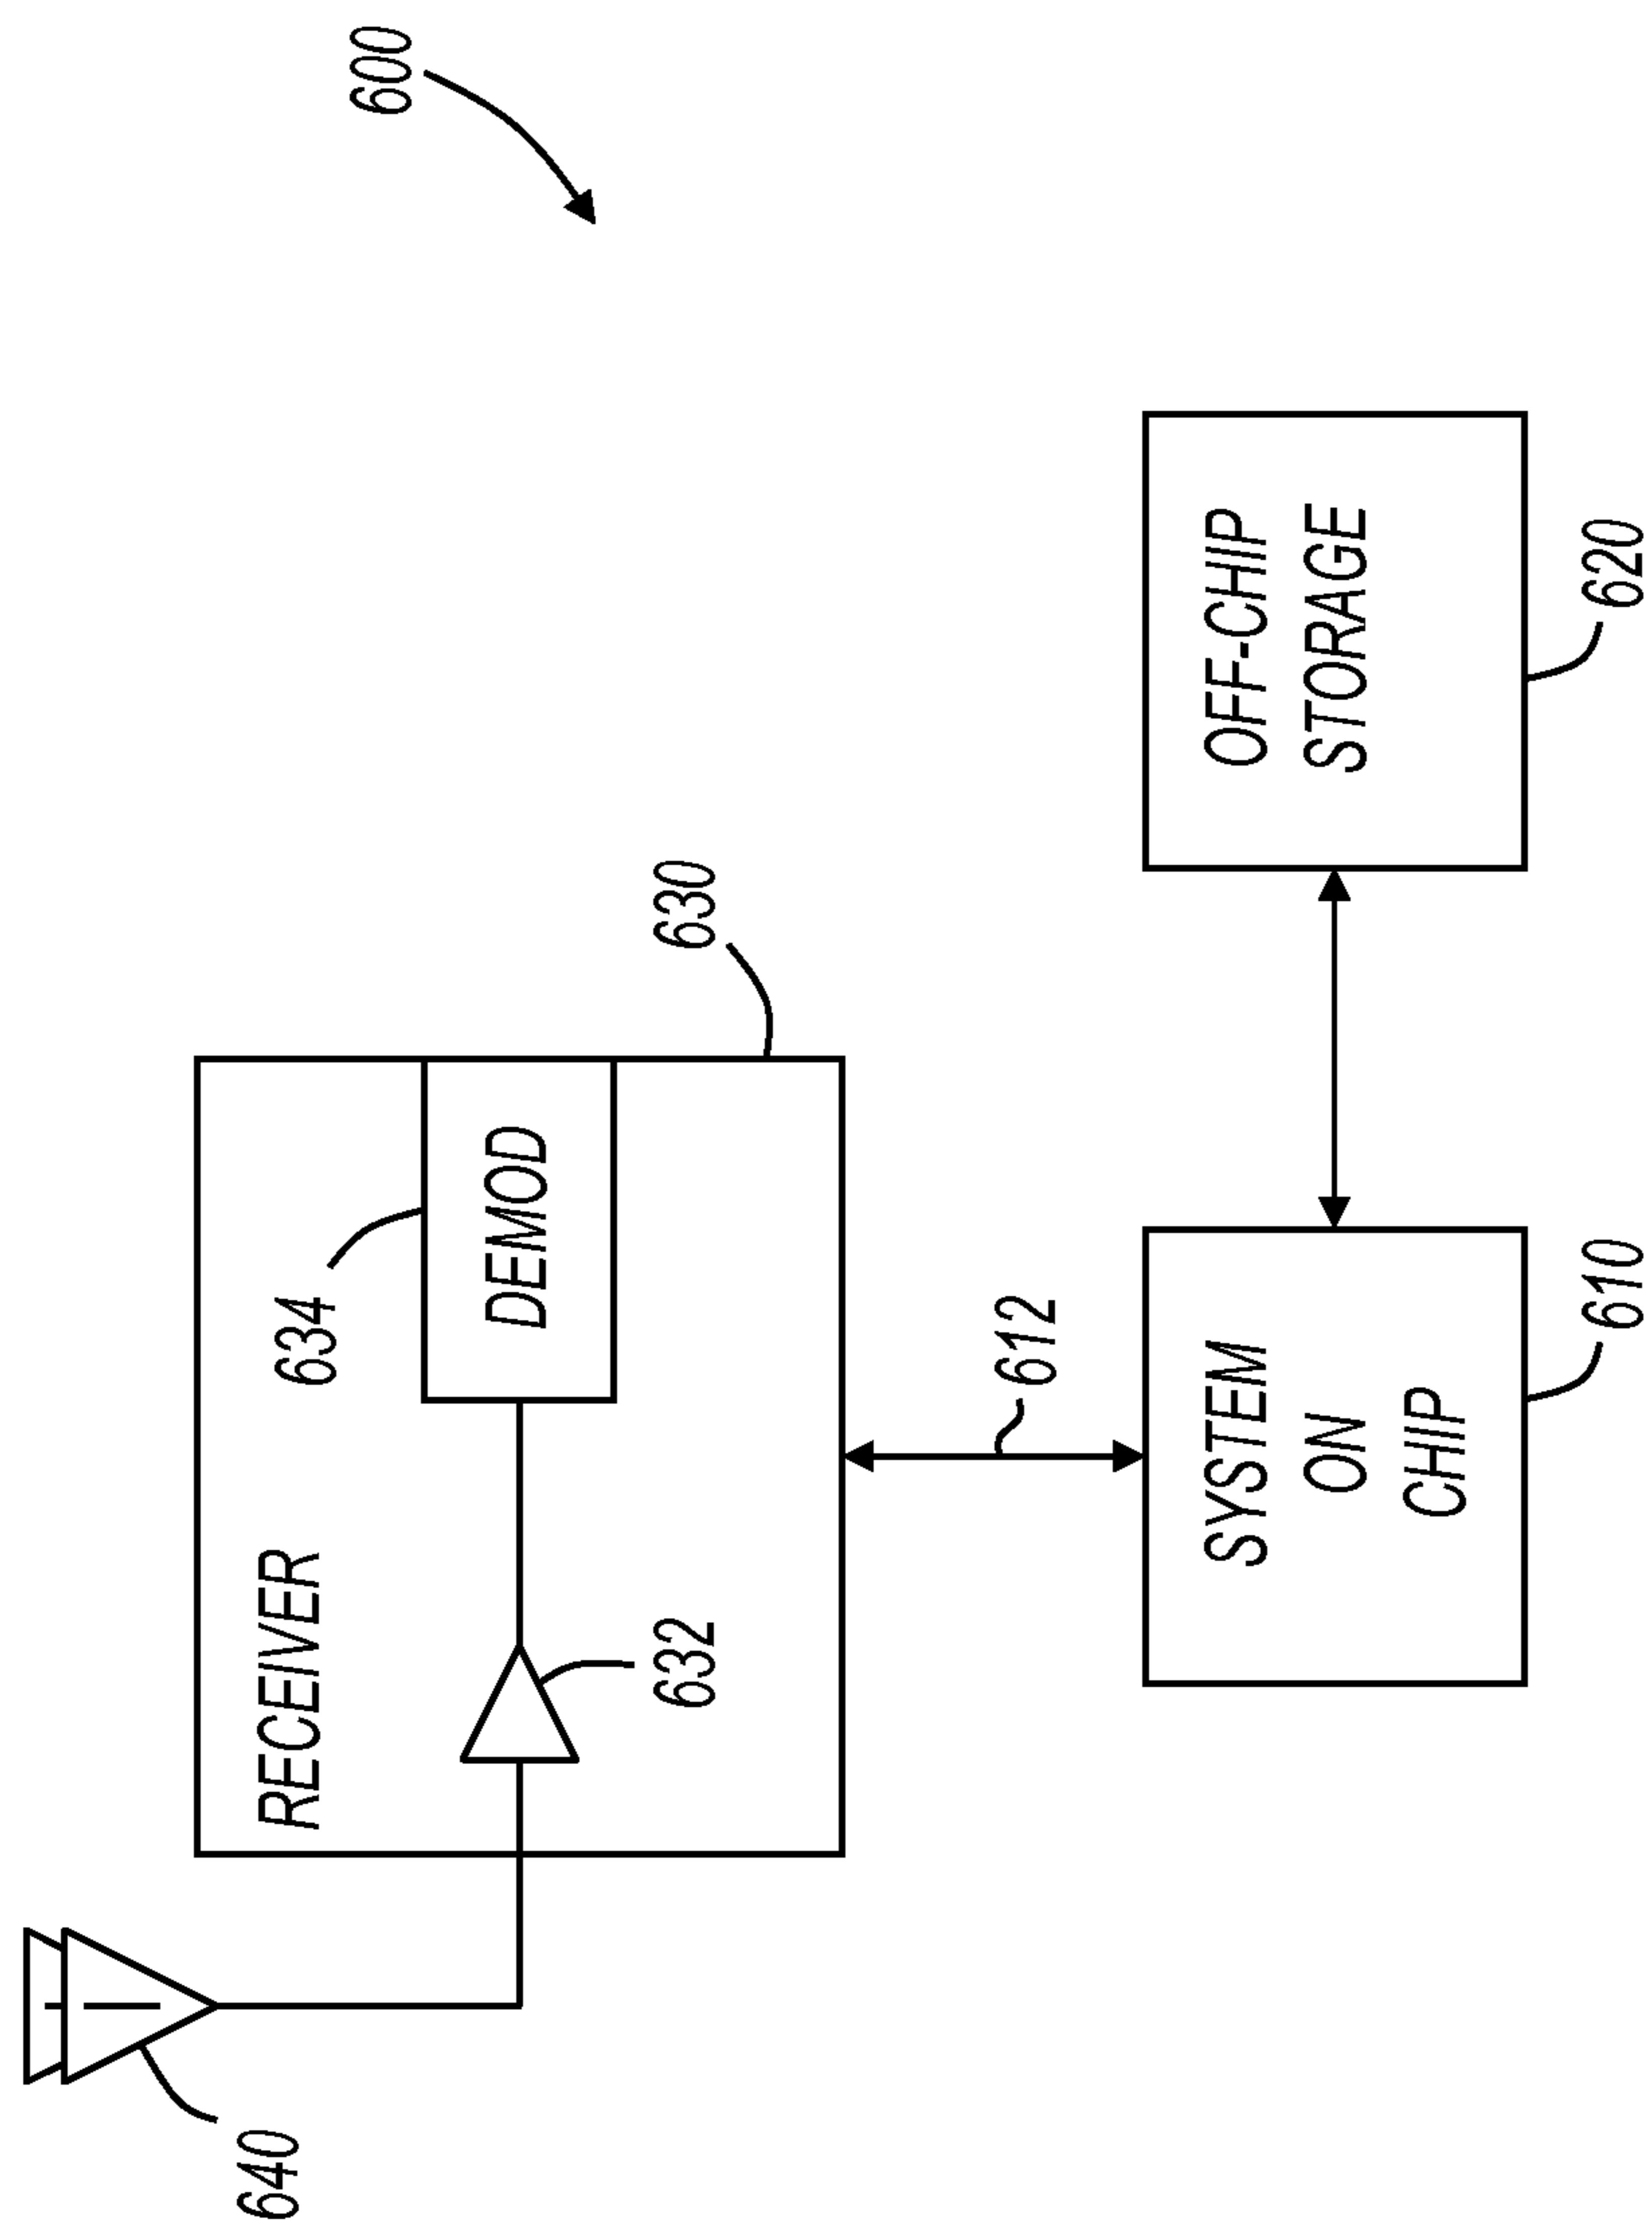 640
RECEIVER
634
600
632
DEMOD
630
612
SYSTEM
ON
CHIP
OFF-CHIP
STORAGE
610
620